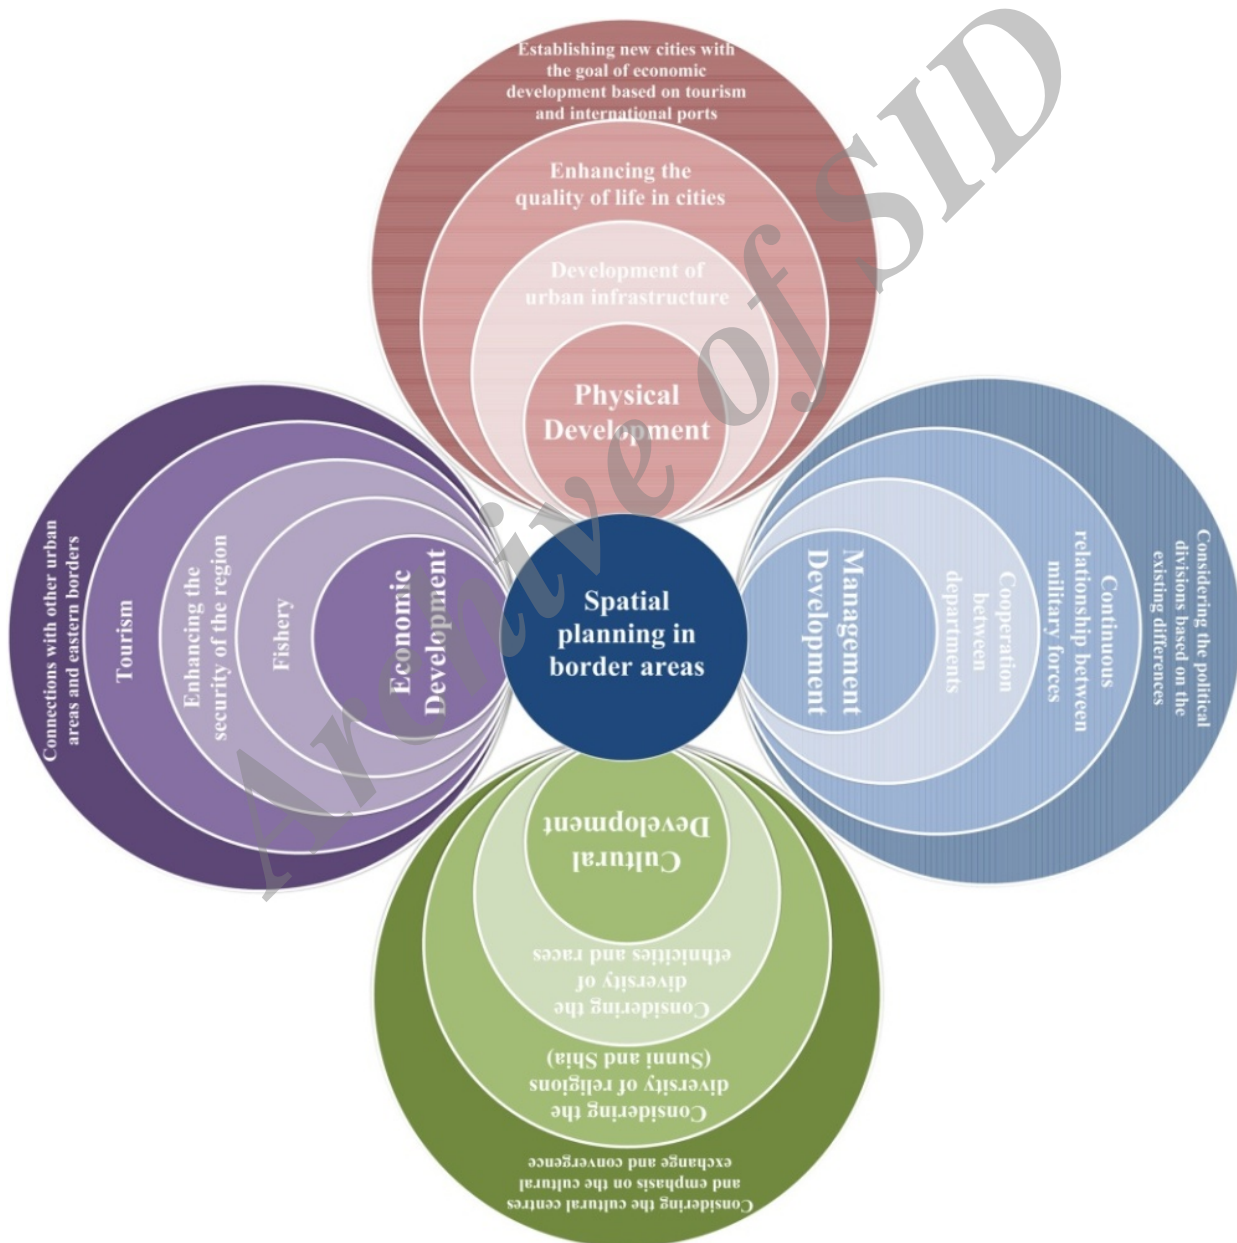 Establishing new cities with
the goal of economic
development based on tourism
and international ports
Enhancing the
quality of life in cities
Development of
urban infrastructure
Physical
Development
Connections with other urban
areas and eastern borders
Tourism
Enhancing the
security of the region
Fishery
Economic
Development
Spatial
planning in
border areas
Management
Development
Cooperation
between
departments
Continuous
relationship between
military forces
Considering the political
divisions based on the
existing differences
Cultural
Development
Considering the
diversity of
ethnicities and races
Considering the
diversity of religions
(Sunni and Shia)
Considering the cultural centres
and emphasis on the cultural
exchange and convergence
Archive of SID